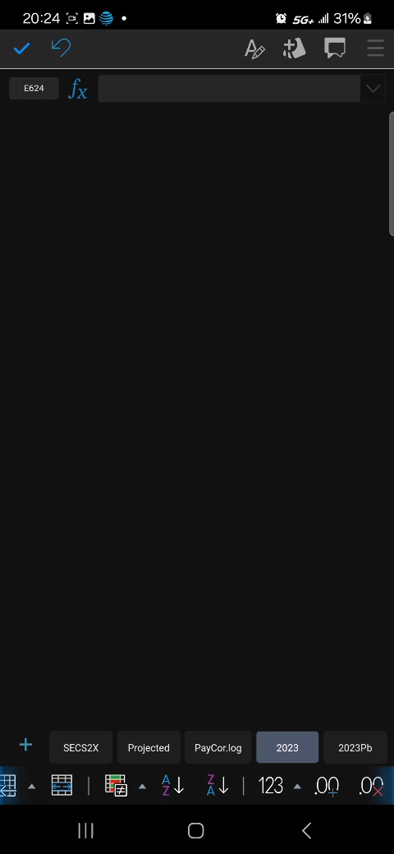 20:24 5G+ 31%
E624 fx
SECS2X Projected PayCor.log 2023 2023Pb
A Z Z A 123 .00 .00